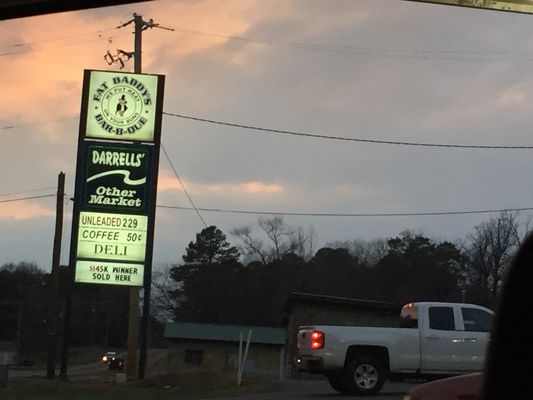 FAT DADDY'S
WE PUT MEAT
ON YOUR BUNS
BAR-B-QUE
DARRELLS'
Other
Market
UNLEADED 229
COFFEE 50¢
DELI
$145K WINNER
SOLD HERE